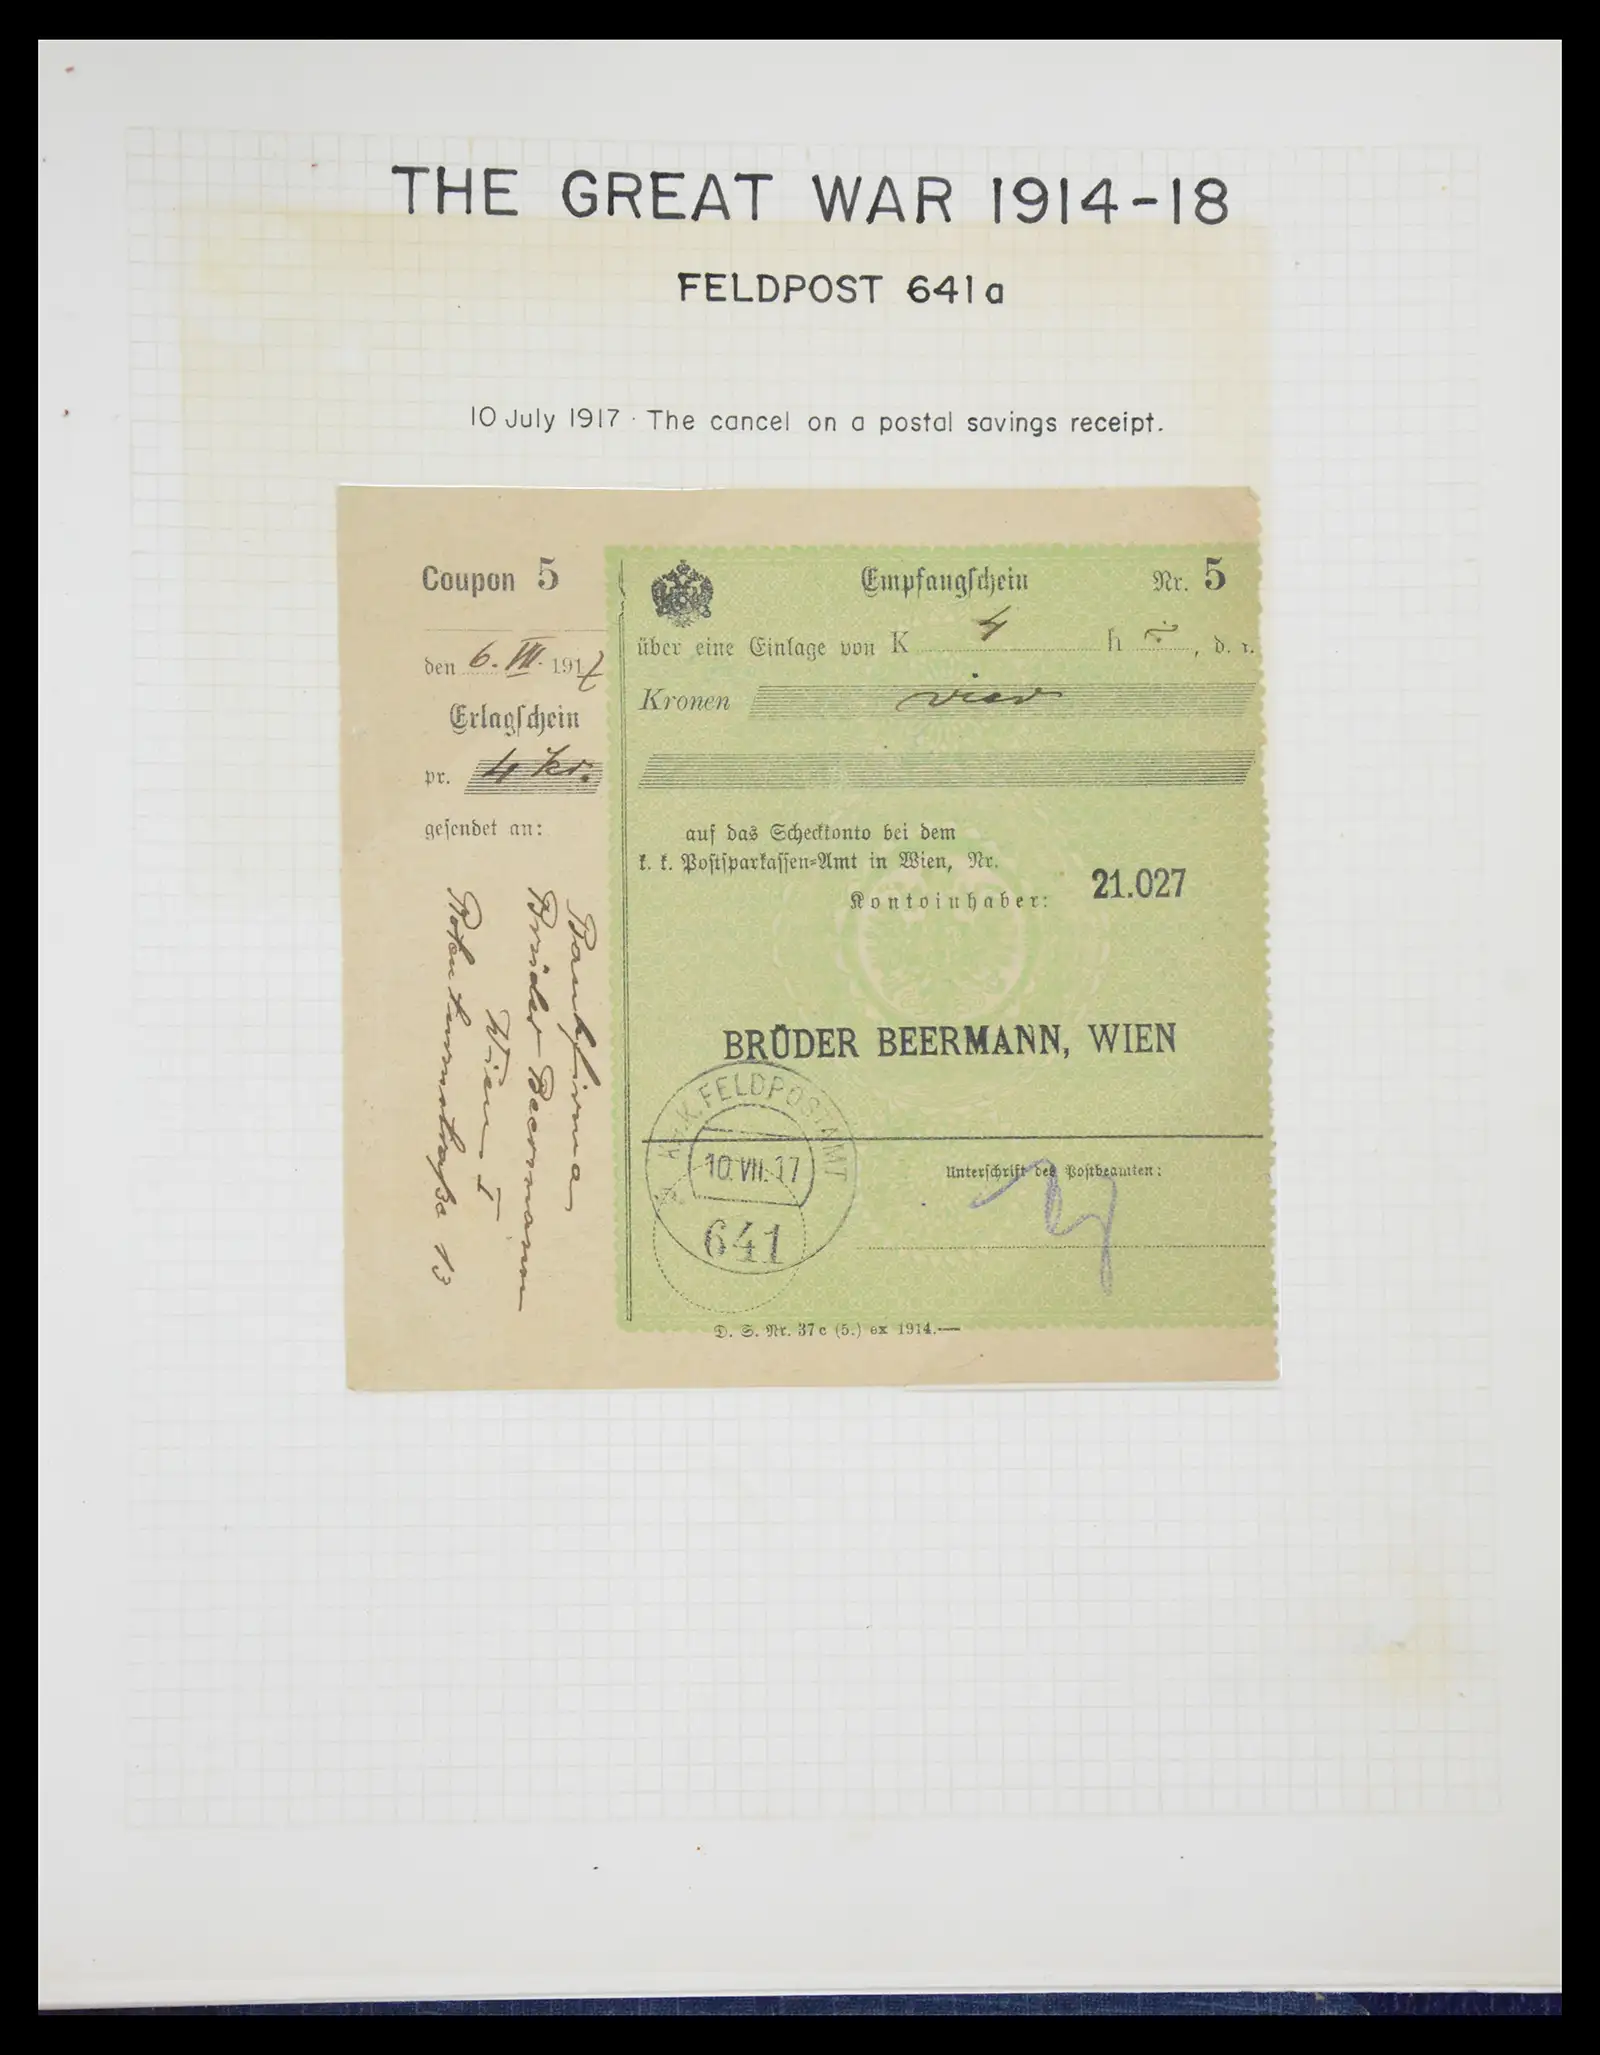 THE GREAT WAR 1914-18
FELDPOST 641a
10 July 1917 · The cancel on a postal savings receipt.
Coupon 5
den 6. VII. 1917
Erlagschein
pr. 4 Kr.
gesendet an:
Bankfirma
Brüder Beermann
Wien I
Rotenturmstraße 13
Empfangschein Nr. 5
über eine Einlage von K 4 h , d. i.
Kronen vier
auf das Scheckkonto bei dem
k. k. Postsparkassen-Amt in Wien, Nr.
21.027
Kontoinhaber:
BRÜDER BEERMANN, WIEN
K.u.K. FELDPOSTAMT
10.VII.17
641
Unterschrift des Postbeamten:
D. S. Nr. 37c (5.) ex 1914.—